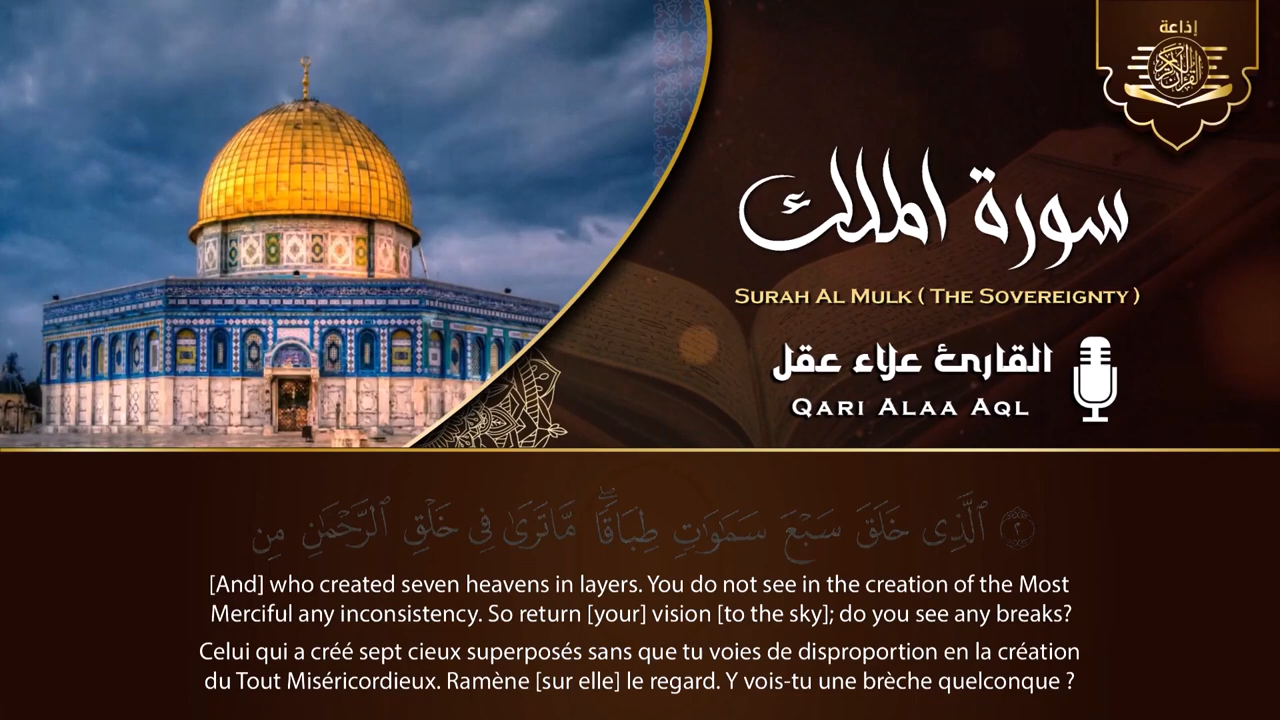 إذاعة
القرآن الكريم
سورة الملك
SURAH AL MULK ( THE SOVEREIGNTY )
القارئ علاء عقل
QARI ALAA AQL
٢ ٱلَّذِى خَلَقَ سَبْعَ سَمَٰوَٰتٍ طِبَاقًا ۖ مَّا تَرَىٰ فِى خَلْقِ ٱلرَّحْمَٰنِ مِن
[And] who created seven heavens in layers. You do not see in the creation of the Most
Merciful any inconsistency. So return [your] vision [to the sky]; do you see any breaks?
Celui qui a créé sept cieux superposés sans que tu voies de disproportion en la création
du Tout Miséricordieux. Ramène [sur elle] le regard. Y vois-tu une brèche quelconque ?